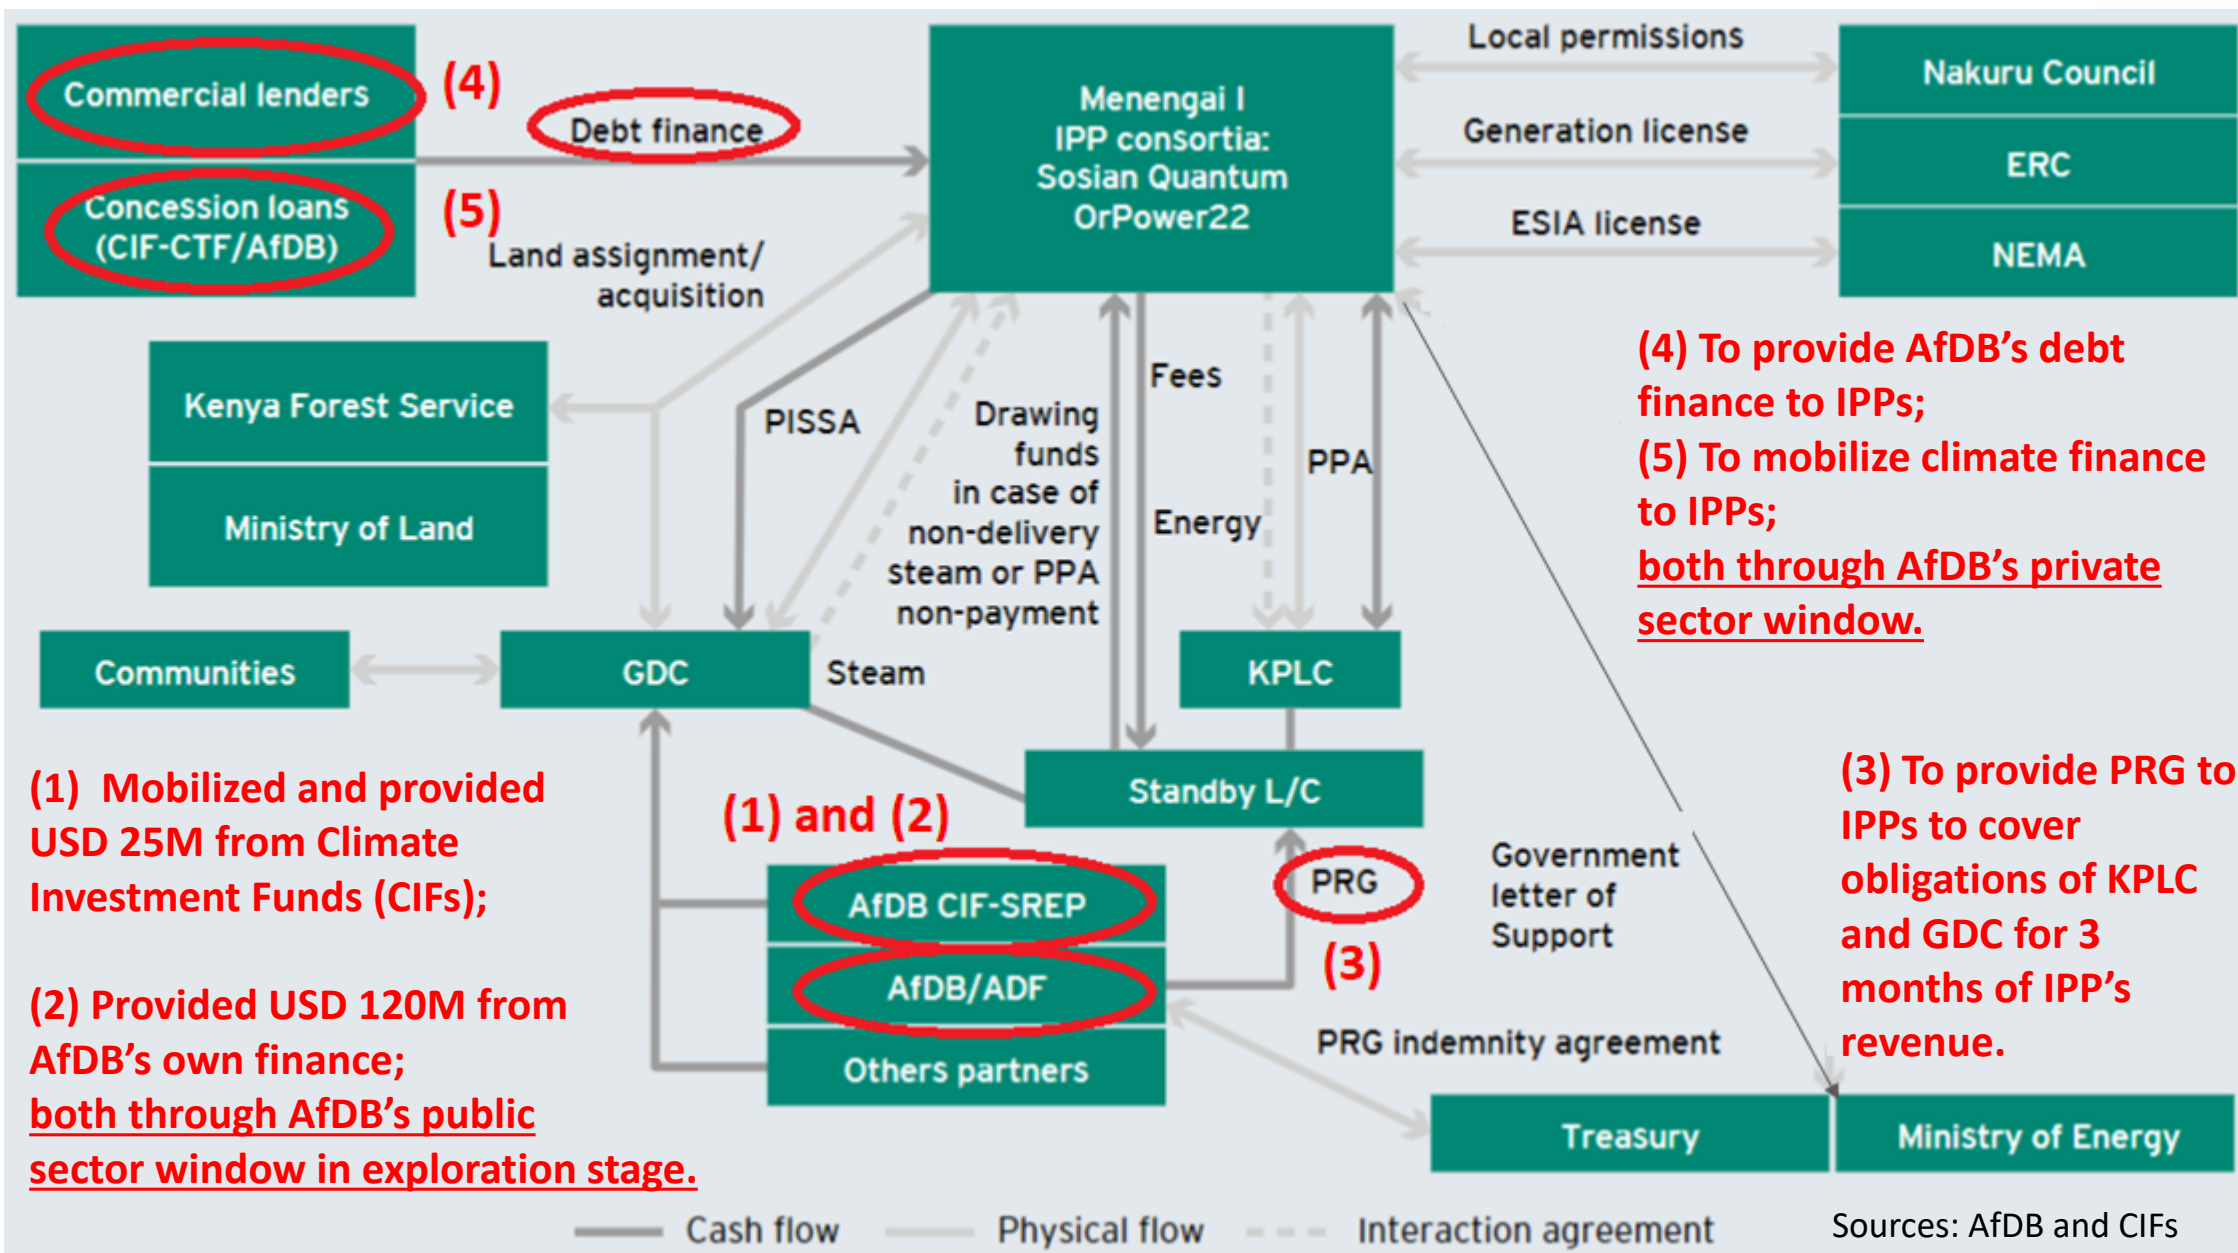 Commercial lenders
(4)
Debt finance
Concession loans
(CIF-CTF/AfDB)
(5)
Land assignment/
acquisition
Menengai I
IPP consortia:
Sosian Quantum
OrPower22
Local permissions
Generation license
ESIA license
Nakuru Council
ERC
NEMA
Kenya Forest Service
Ministry of Land
PISSA
Drawing
funds
in case of
non-delivery
steam or PPA
non-payment
Fees
Energy
PPA
(4) To provide AfDB’s debt
finance to IPPs;
(5) To mobilize climate finance
to IPPs;
both through AfDB’s private
sector window.
Communities
GDC
Steam
KPLC
Standby L/C
(1) Mobilized and provided
USD 25M from Climate
Investment Funds (CIFs);
(2) Provided USD 120M from
AfDB’s own finance;
both through AfDB’s public
sector window in exploration stage.
(1) and (2)
AfDB CIF-SREP
AfDB/ADF
Others partners
PRG
(3)
Government
letter of
Support
PRG indemnity agreement
(3) To provide PRG to
IPPs to cover
obligations of KPLC
and GDC for 3
months of IPP’s
revenue.
Treasury
Ministry of Energy
Cash flow
Physical flow
Interaction agreement
Sources: AfDB and CIFs